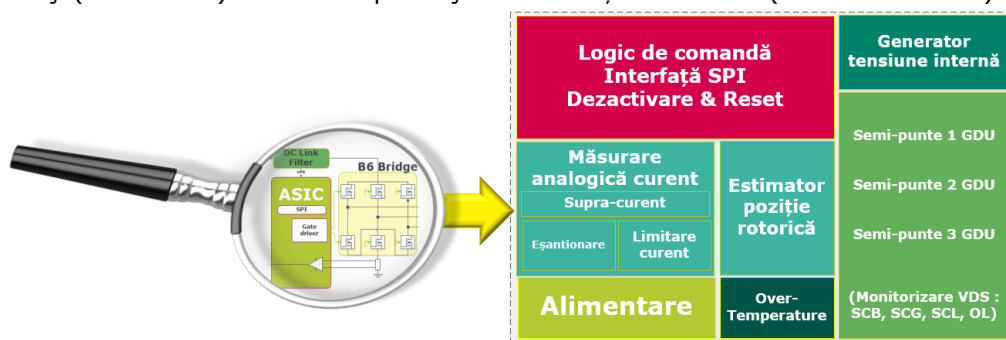 DC Link
Filter
B6 Bridge
ASIC
SPI
Gate
driver
Logic de comandă
Interfață SPI
Dezactivare & Reset
Generator
tensiune internă
Măsurare
analogică curent
Supra-curent
Eșantionare
Limitare
curent
Estimator
poziție
rotorică
Semi-punte 1 GDU
Semi-punte 2 GDU
Semi-punte 3 GDU
(Monitorizare VDS :
SCB, SCG, SCL, OL)
Alimentare
Over-
Temperature